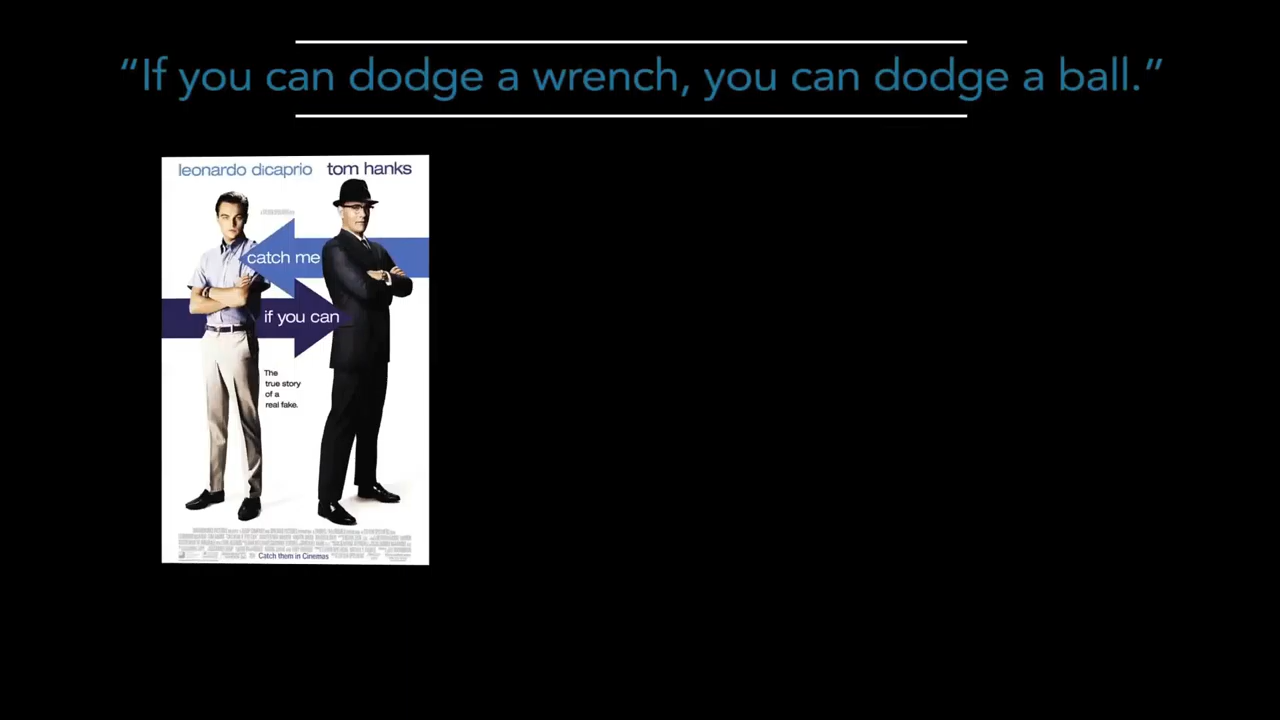 “If you can dodge a wrench, you can dodge a ball.”
leonardo dicaprio tom hanks
catch me
if you can
The
true story
of a
real fake.
Catch them in Cinemas